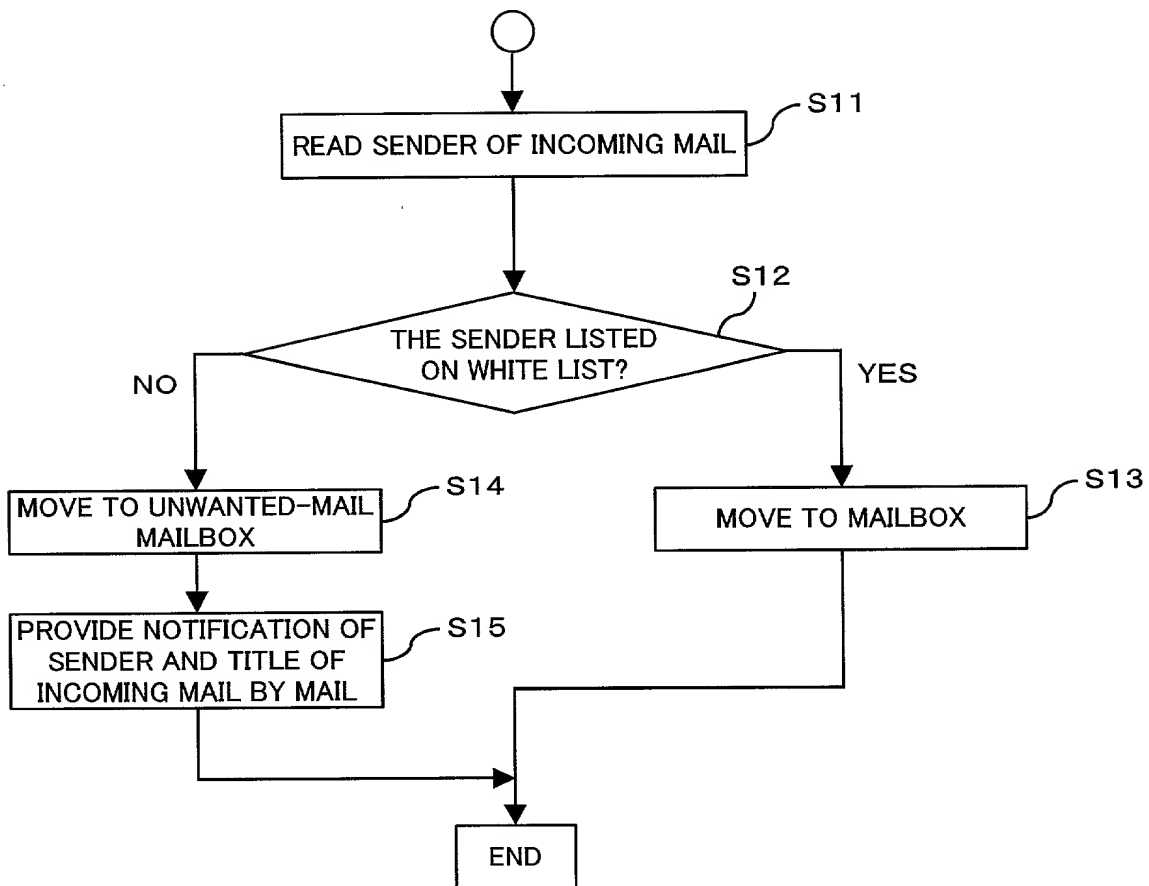 S11
READ SENDER OF INCOMING MAIL
S12
THE SENDER LISTED
ON WHITE LIST?
NO
YES
S14
MOVE TO UNWANTED-MAIL
MAILBOX
S13
MOVE TO MAILBOX
S15
PROVIDE NOTIFICATION OF
SENDER AND TITLE OF
INCOMING MAIL BY MAIL
END